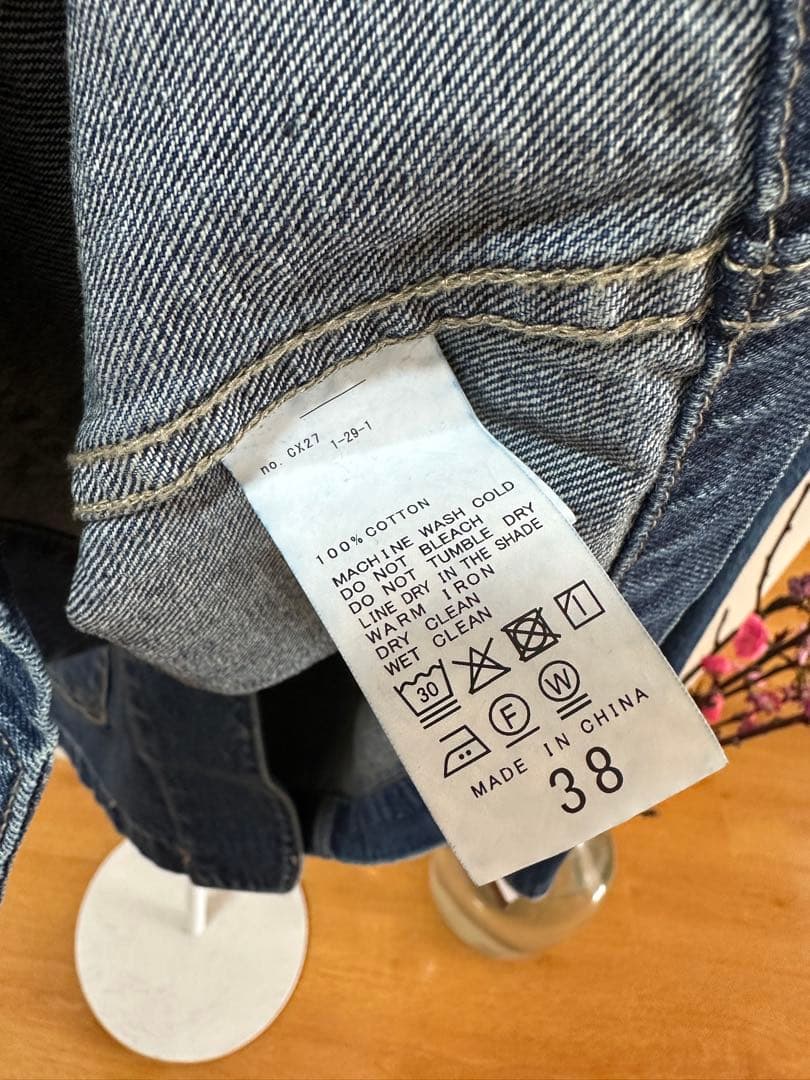 no. CX27 1-29-1
100% COTTON
MACHINE WASH COLD
DO NOT BLEACH
DO NOT TUMBLE DRY
LINE DRY IN THE SHADE
WARM IRON
DRY CLEAN
WET CLEAN
30
F W
MADE IN CHINA
38